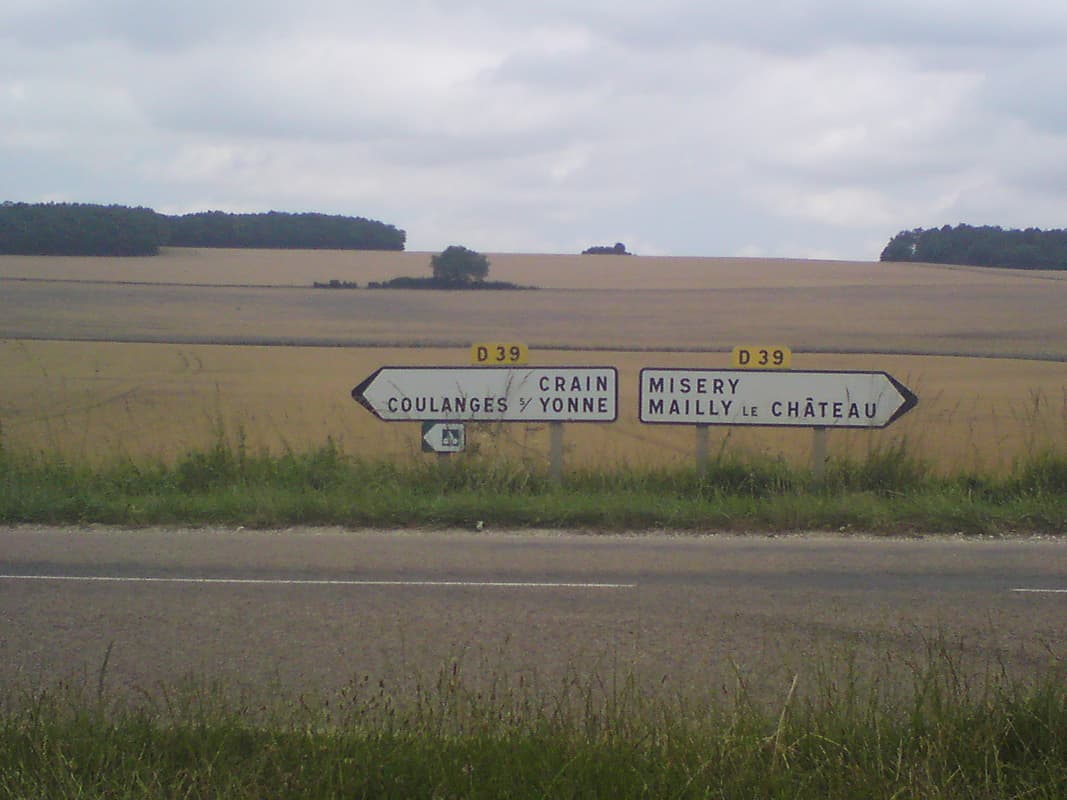 D 39
CRAIN
COULANGES S/ YONNE
D 39
MISERY
MAILLY LE CHÂTEAU